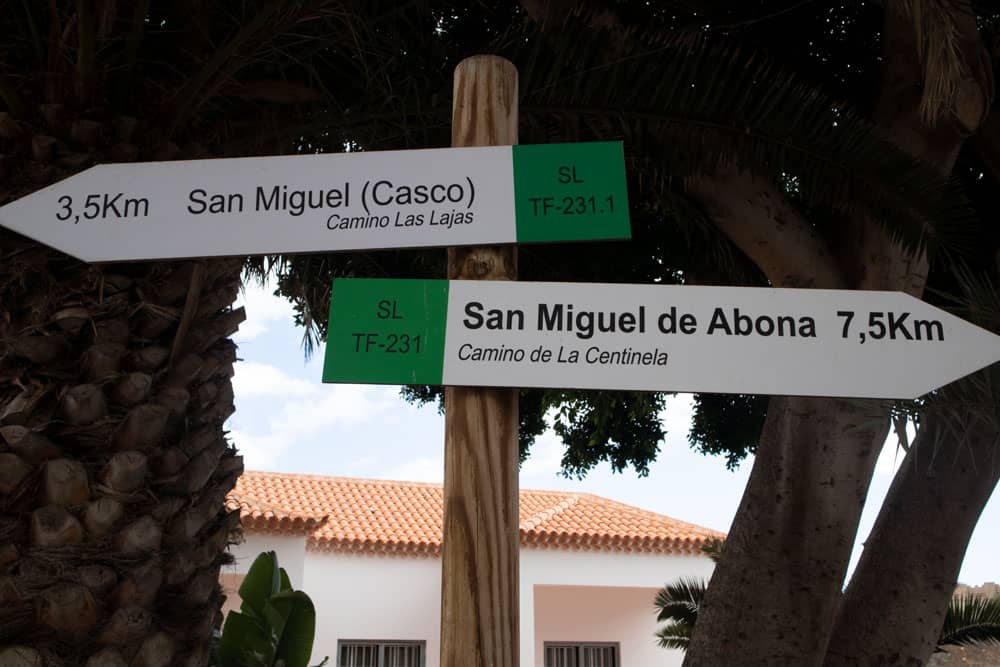 3,5Km San Miguel (Casco)
Camino Las Lajas
SL
TF-231.1
SL
TF-231
San Miguel de Abona 7,5Km
Camino de La Centinela